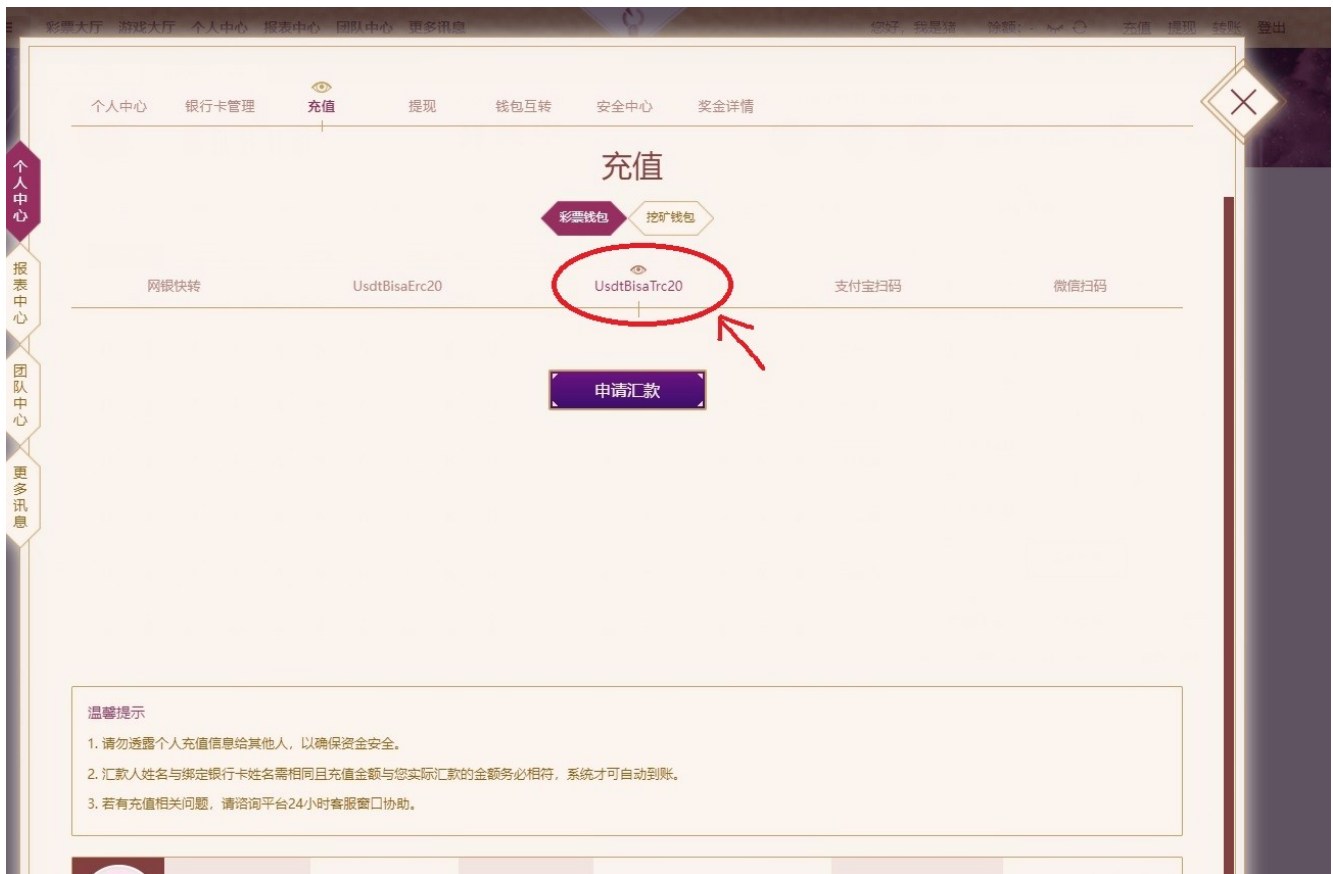 彩票大厅 游戏大厅 个人中心 报表中心 团队中心 更多讯息 您好, 我是猪 馀额: 充值 提现 转账 登出
个人中心 银行卡管理 充值 提现 钱包互转 安全中心 奖金详情
个人中心
报表中心
团队中心
更多讯息
充值
彩票钱包 挖矿钱包
网银快转 UsdtBisaErc20 UsdtBisaTrc20 支付宝扫码 微信扫码
申请汇款
温馨提示
1. 请勿透露个人充值信息给其他人, 以确保资金安全。
2. 汇款人姓名与绑定银行卡姓名需相同且充值金额与您实际汇款的金额务必相符, 系统才可自动到账。
3. 若有充值相关问题, 请谘询平台24小时客服窗口协助。